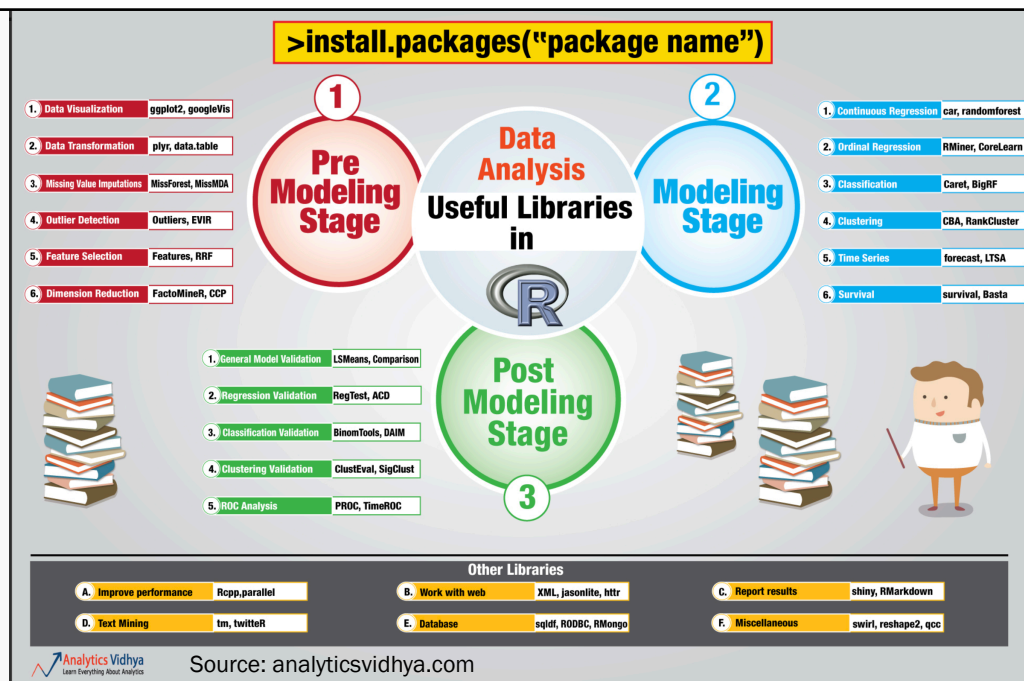 >install.packages("package name")
1
Pre
Modeling
Stage
1. Data Visualization ggplot2, googleVis
2. Data Transformation plyr, data.table
3. Missing Value Imputations MissForest, MissMDA
4. Outlier Detection Outliers, EVIR
5. Feature Selection Features, RRF
6. Dimension Reduction FactoMineR, CCP
Data
Analysis
Useful Libraries
in
R
2
Modeling
Stage
1. Continuous Regression car, randomforest
2. Ordinal Regression RMiner, CoreLearn
3. Classification Caret, BigRF
4. Clustering CBA, RankCluster
5. Time Series forecast, LTSA
6. Survival survival, Basta
Post
Modeling
Stage
3
1. General Model Validation LSMeans, Comparison
2. Regression Validation RegTest, ACD
3. Classification Validation BinomTools, DAIM
4. Clustering Validation ClustEval, SigClust
5. ROC Analysis PROC, TimeROC
Other Libraries
A. Improve performance Rcpp,parallel
B. Work with web XML, jasonlite, httr
C. Report results shiny, RMarkdown
D. Text Mining tm, twitteR
E. Database sqldf, RODBC, RMongo
F. Miscellaneous swirl, reshape2, qcc
Analytics Vidhya
Learn Everything About Analytics
Source: analyticsvidhya.com